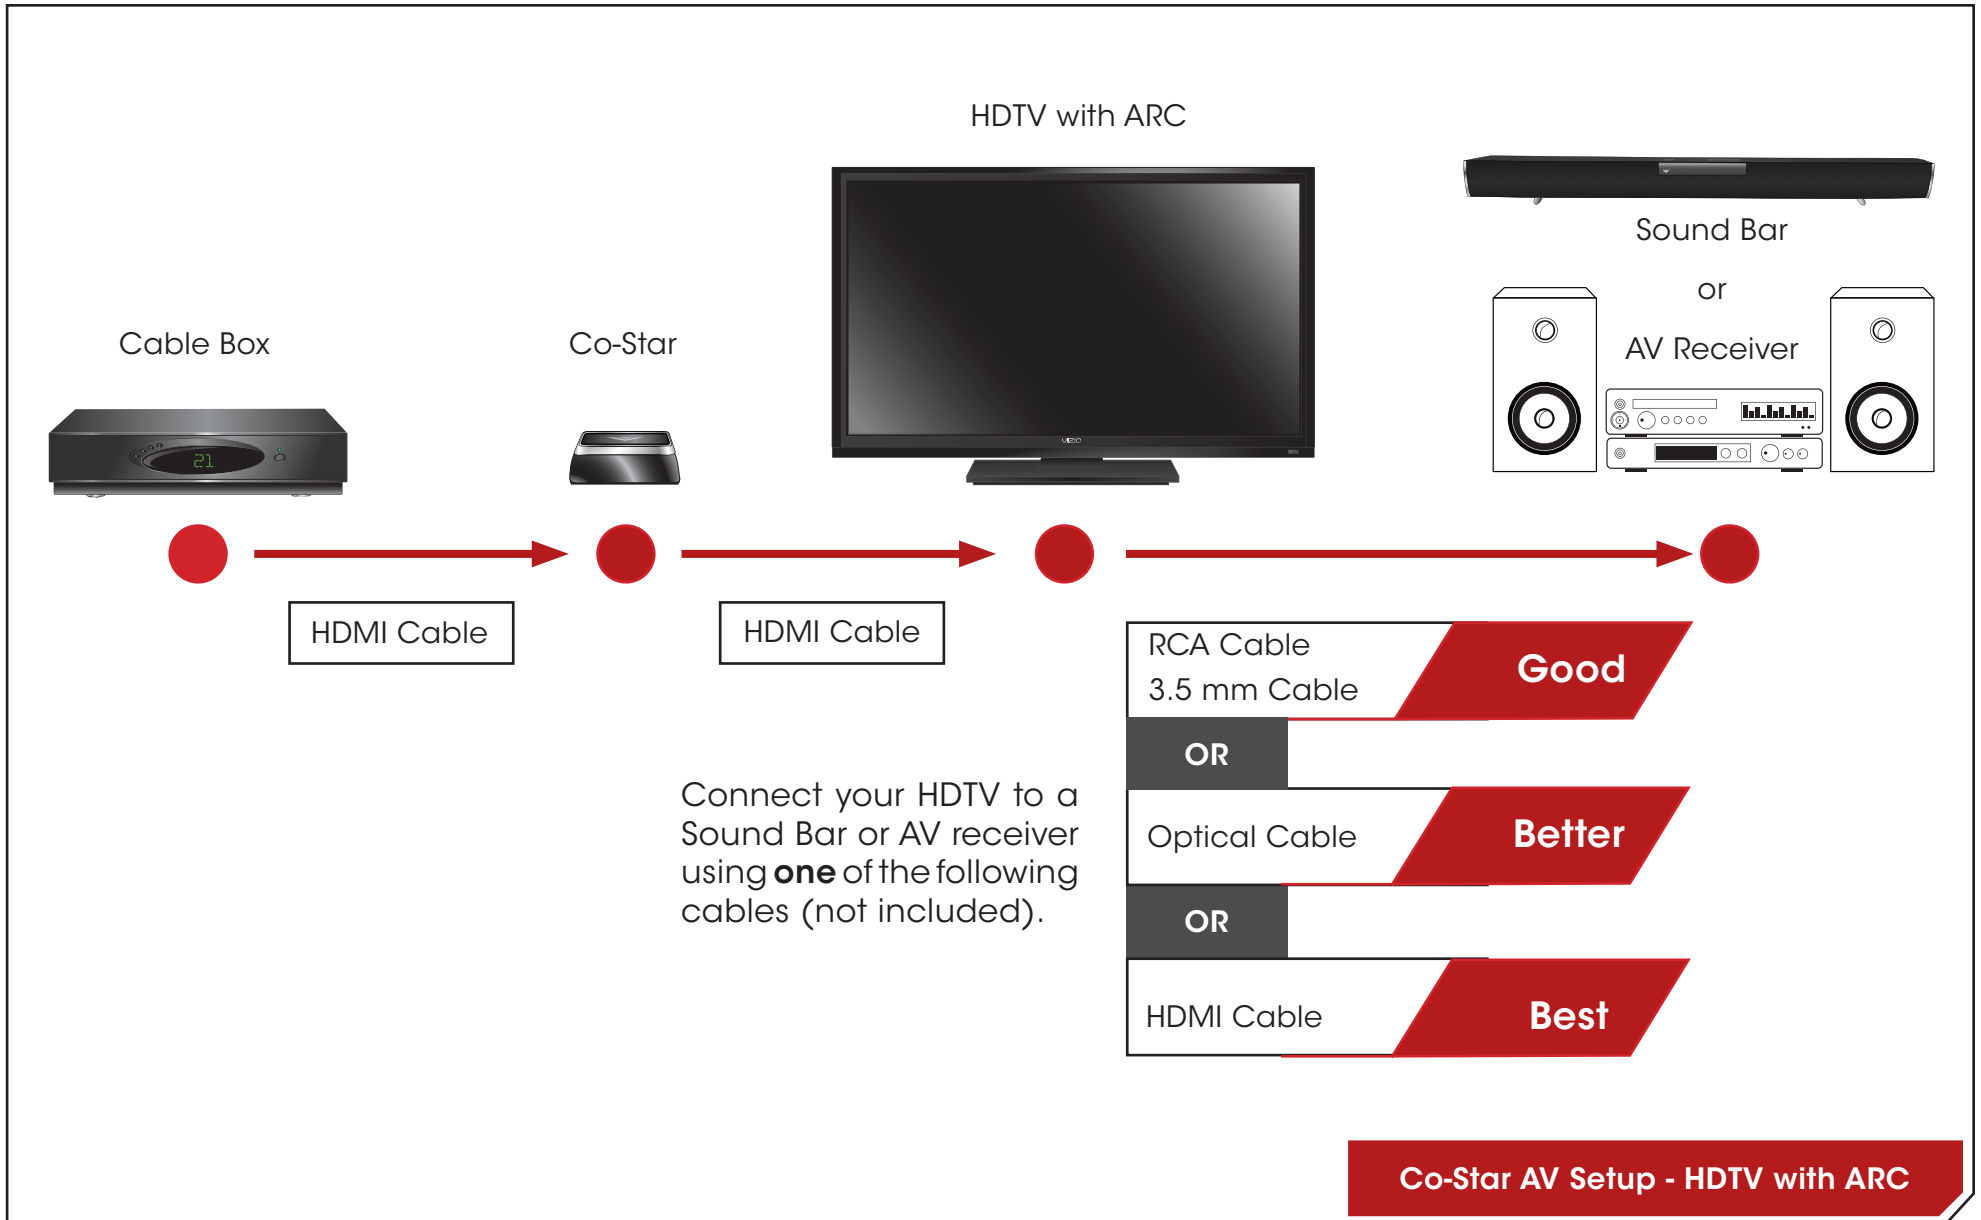 HDTV with ARC
Sound Bar
or
AV Receiver
Cable Box
Co-Star
21
VIZIO
HDMI Cable
HDMI Cable
RCA Cable
3.5 mm Cable
Good
OR
Optical Cable
Better
OR
HDMI Cable
Best
Connect your HDTV to a
Sound Bar or AV receiver
using one of the following
cables (not included).
Co-Star AV Setup - HDTV with ARC